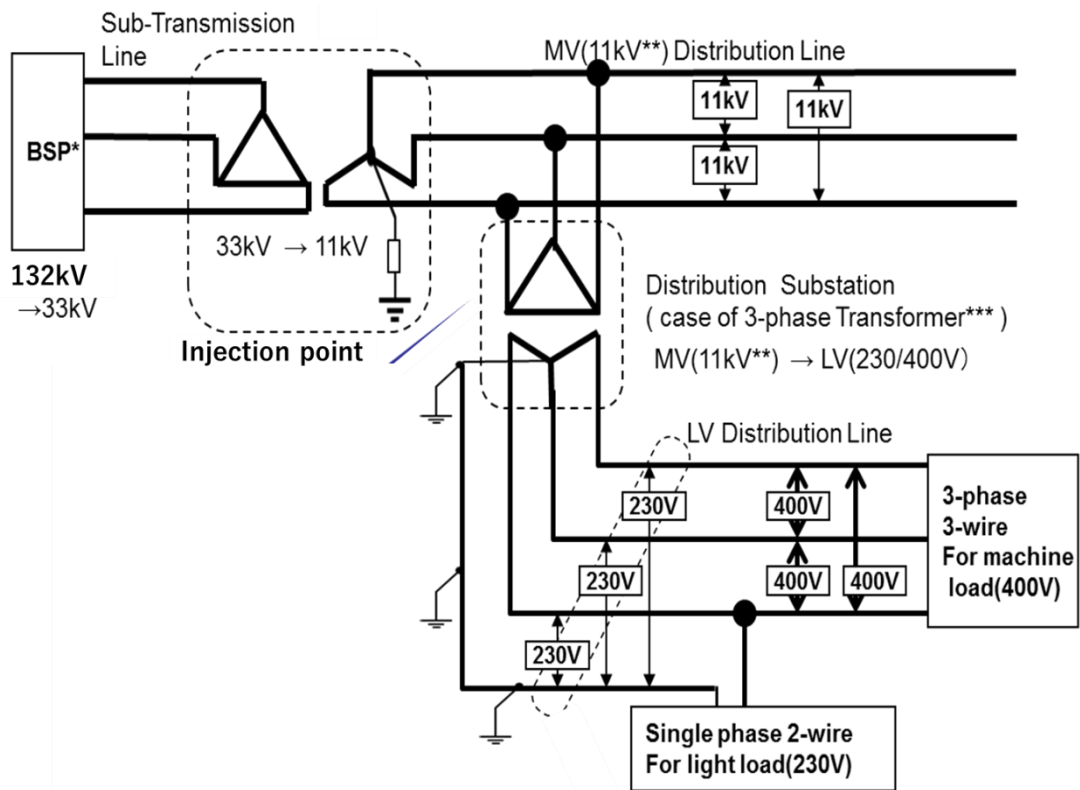 Sub-Transmission
Line
MV(11kV**) Distribution Line
BSP*
11kV
11kV
11kV
33kV → 11kV
132kV
→33kV
Injection point
Distribution Substation
( case of 3-phase Transformer*** )
MV(11kV**) → LV(230/400V)
LV Distribution Line
230V
400V
230V
400V
400V
230V
3-phase
3-wire
For machine
load(400V)
Single phase 2-wire
For light load(230V)